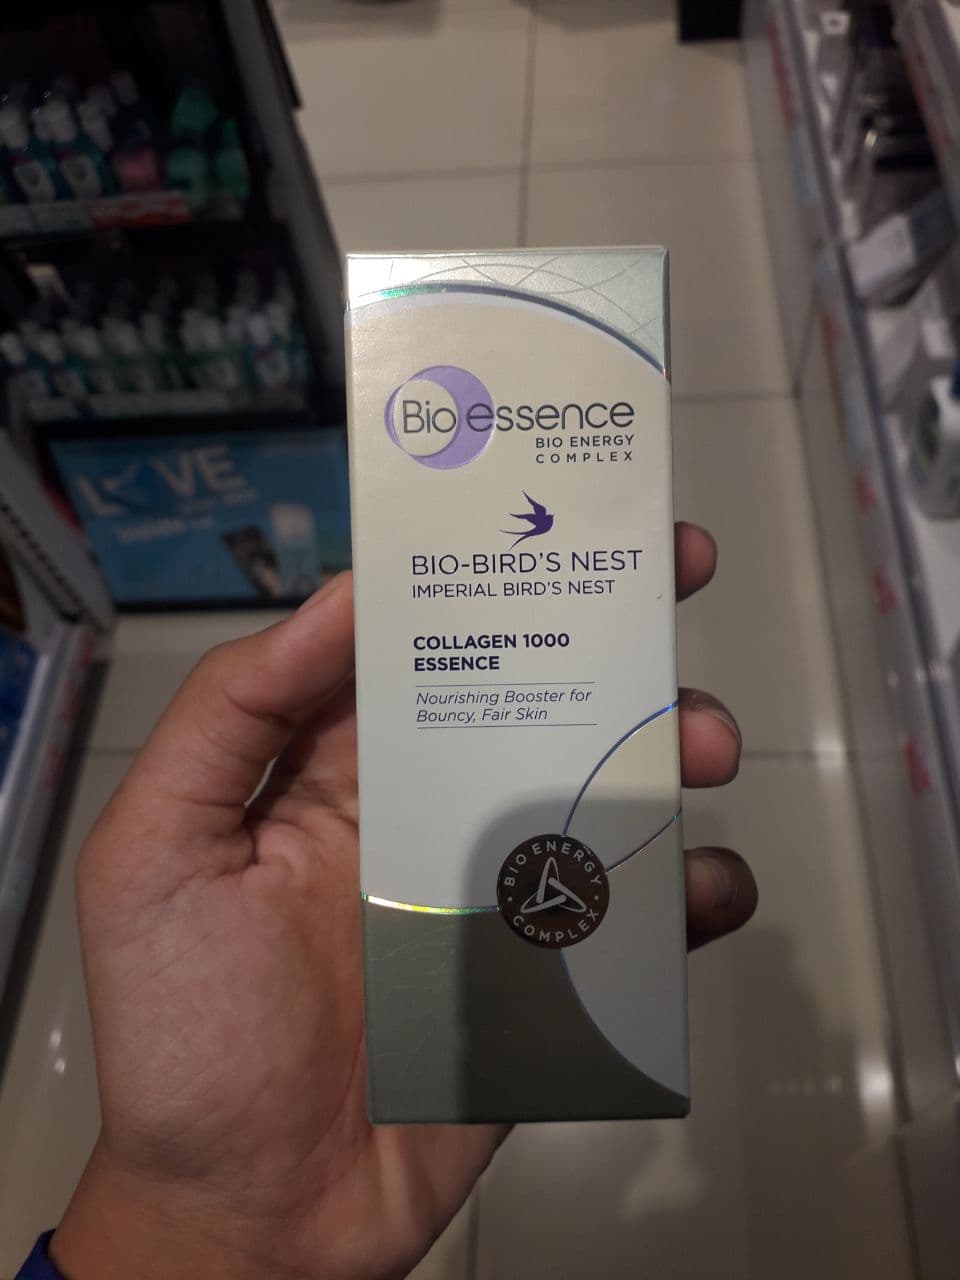 Bio essence
BIO ENERGY
COMPLEX
BIO-BIRD'S NEST
IMPERIAL BIRD'S NEST
COLLAGEN 1000
ESSENCE
Nourishing Booster for
Bouncy, Fair Skin
BIO ENERGY
COMPLEX
LOVE